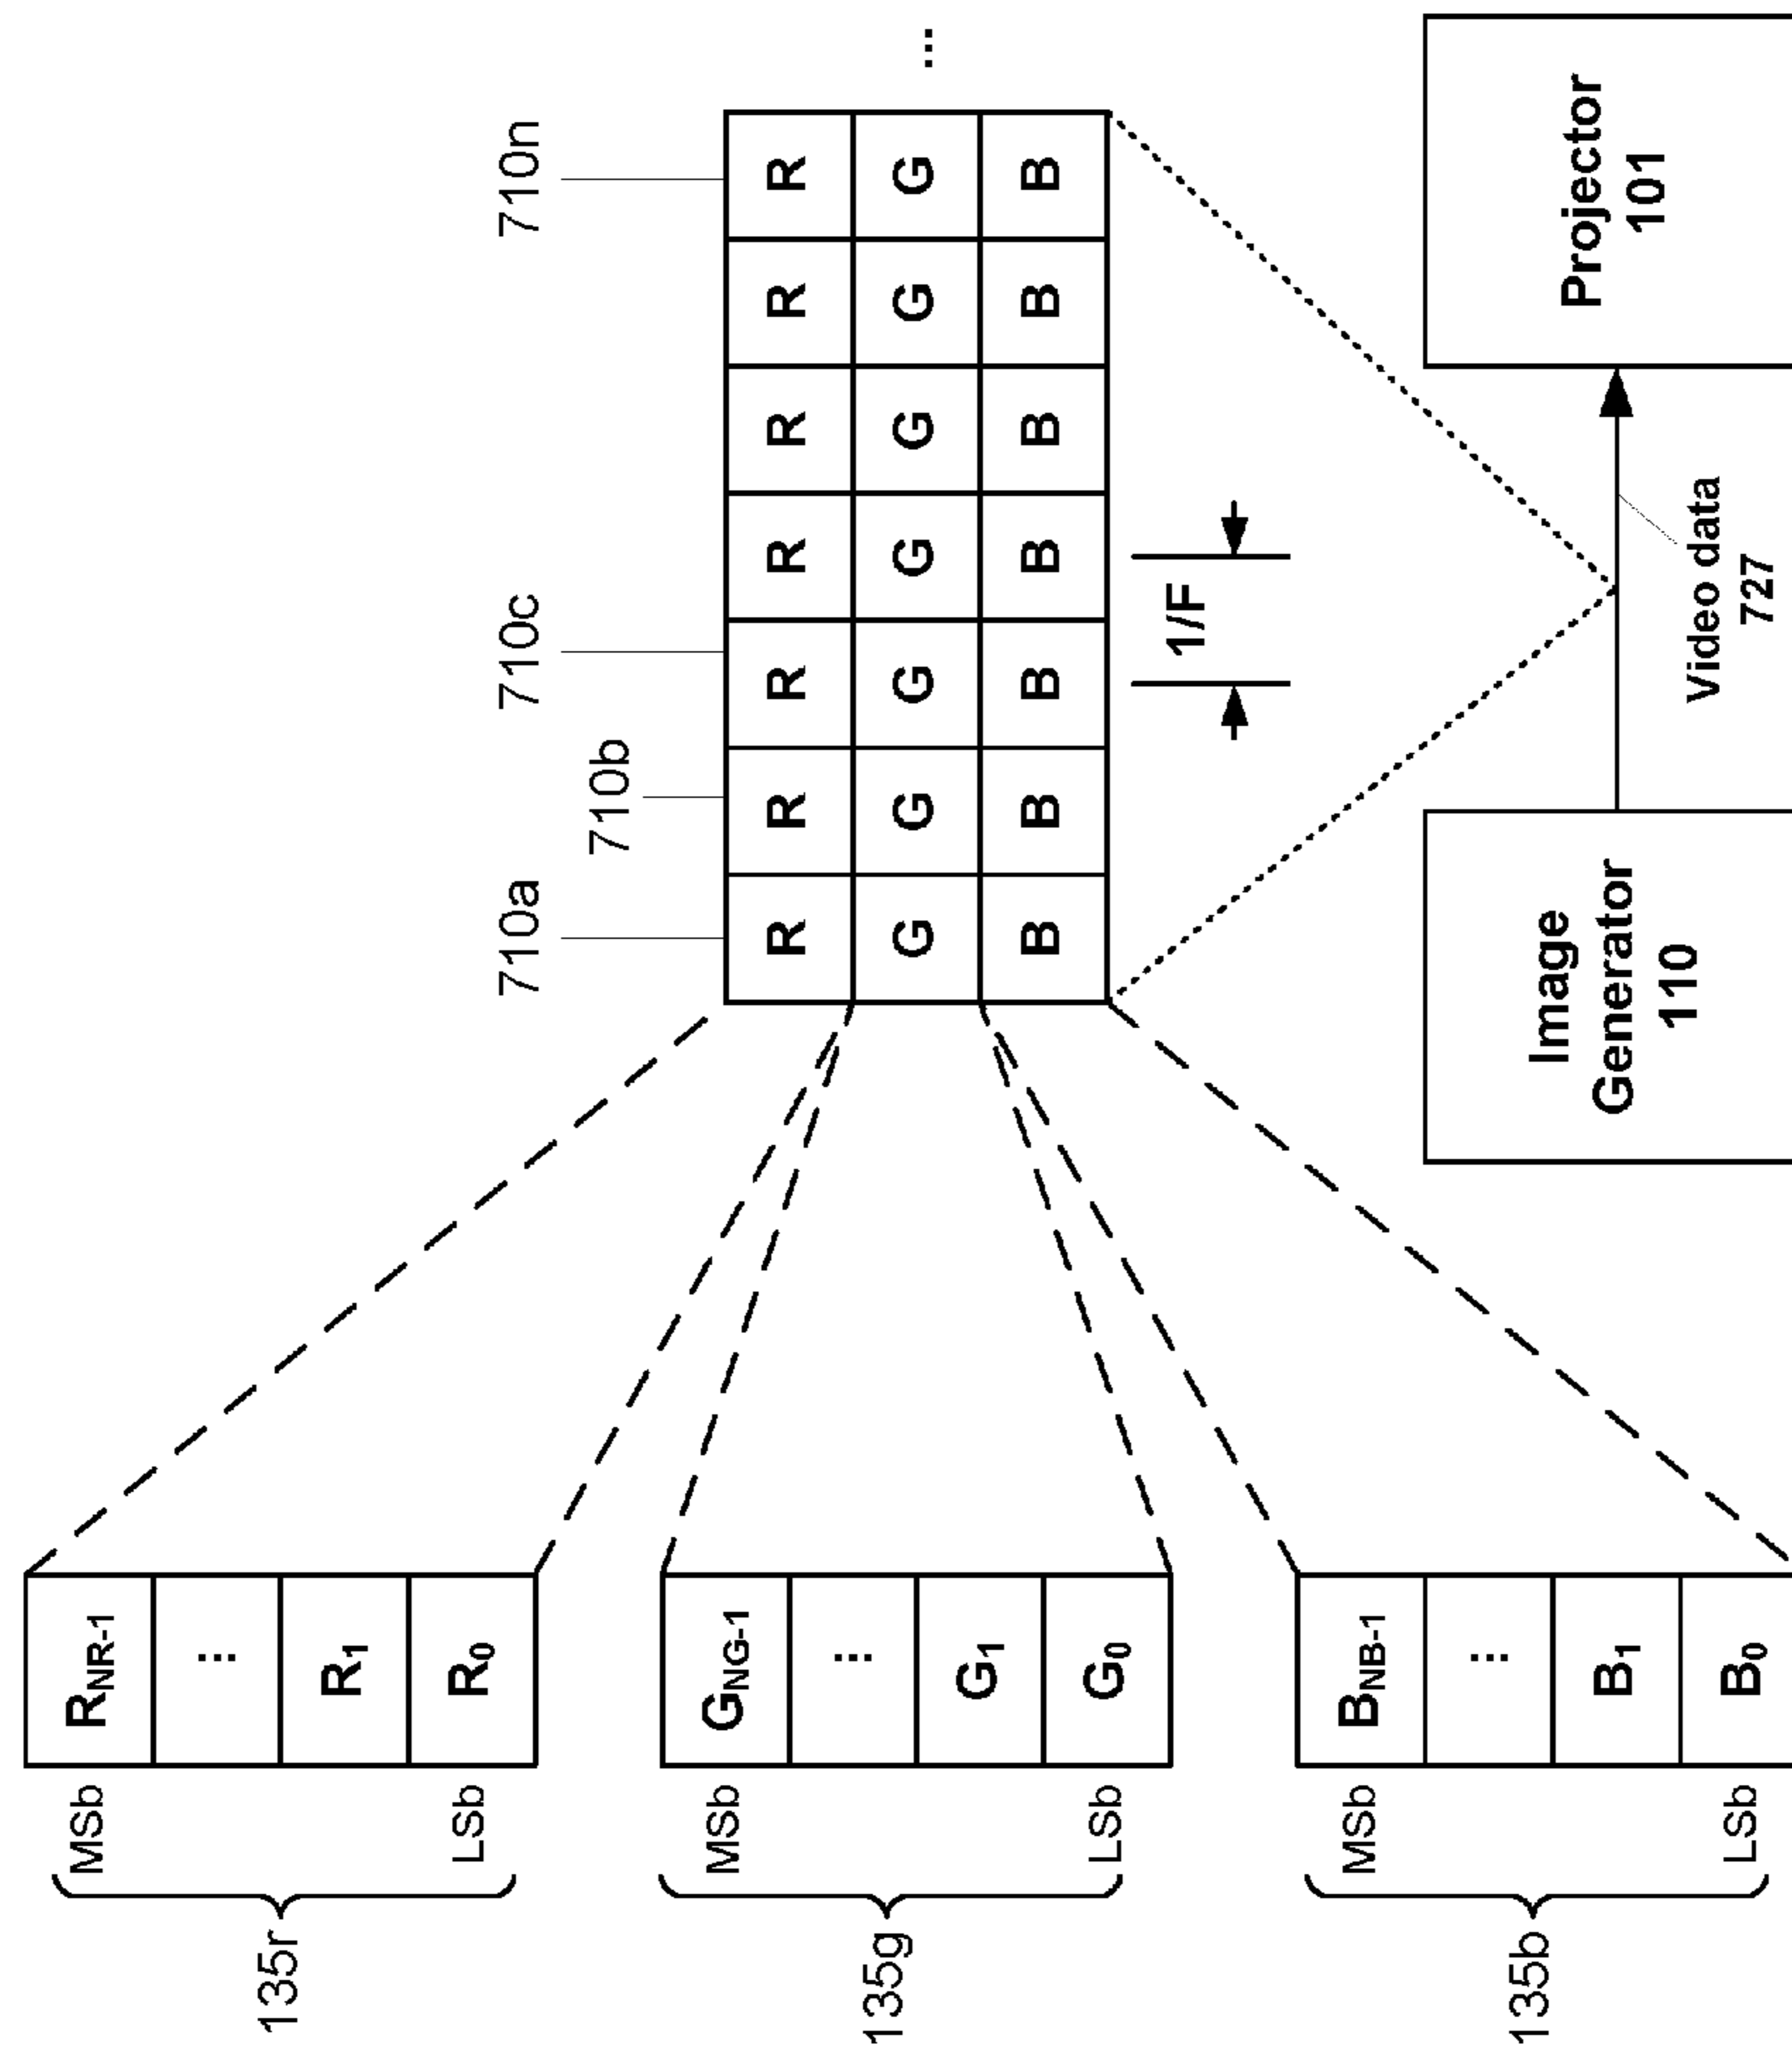 135r
MSb
R_NR-1
...
R_1
R_0
LSb
135g
MSb
G_NG-1
...
G_1
G_0
LSb
135b
MSb
B_NB-1
...
B_1
B_0
LSb
710a
710b
710c
710n
R R R R R R R
G G G G G G G
B B B B B B B
...
1/F
Image
Generator
110
Video data
727
Projector
101